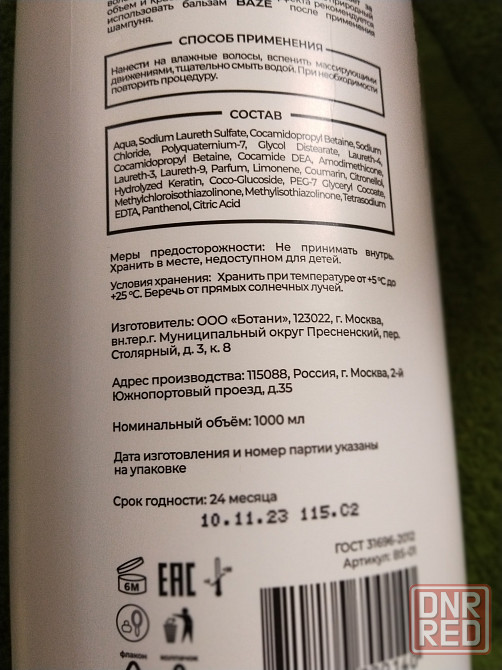 объем и
природный
рекомендуется
использовать бальзам BAZE после применения
шампуня.
СПОСОБ ПРИМЕНЕНИЯ
Нанести на влажные волосы, вспенить массирующими
движениями, тщательно смыть водой. При необходимости
повторить процедуру.
СОСТАВ
Aqua, Sodium Laureth Sulfate, Cocamidopropyl Betaine, Sodium
Chloride, Polyquaternium-7, Glycol Distearate, Laureth-4,
Cocamidopropyl Betaine, Cocamide DEA, Amodimethicone,
Laureth-3, Laureth-9, Parfum, Limonene, Coumarin, Citronellol,
Hydrolyzed Keratin, Coco-Glucoside, PEG-7 Glyceryl Cocoate,
Methylchloroisothiazolinone, Methylisothiazolinone, Tetrasodium
EDTA, Panthenol, Citric Acid
Меры предосторожности: Не принимать внутрь.
Хранить в месте, недоступном для детей.
Условия хранения: Хранить при температуре от +5 °С до
+25 °С. Беречь от прямых солнечных лучей.
Изготовитель: ООО «Ботани», 123022, г. Москва,
вн.тер.г. Муниципальный округ Пресненский, пер.
Столярный, д. 3, к. 8
Адрес производства: 115088, Россия, г. Москва, 2-й
Южнопортовый проезд, д.35
Номинальный объём: 1000 мл
Дата изготовления и номер партии указаны
на упаковке
Срок годности: 24 месяца
10.11.23 115.02
ГОСТ 31696-2012
Артикул: BS-01
6M
EAC
флакон
колпачок
DNR
RED